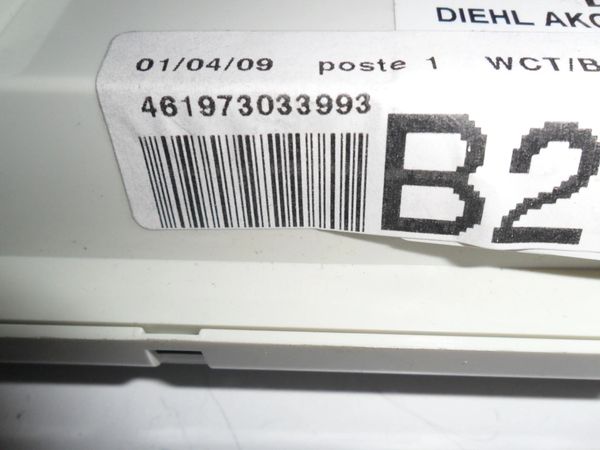 DIEHL AKO
01/04/09 poste 1 WCT/B
461973033993
B2